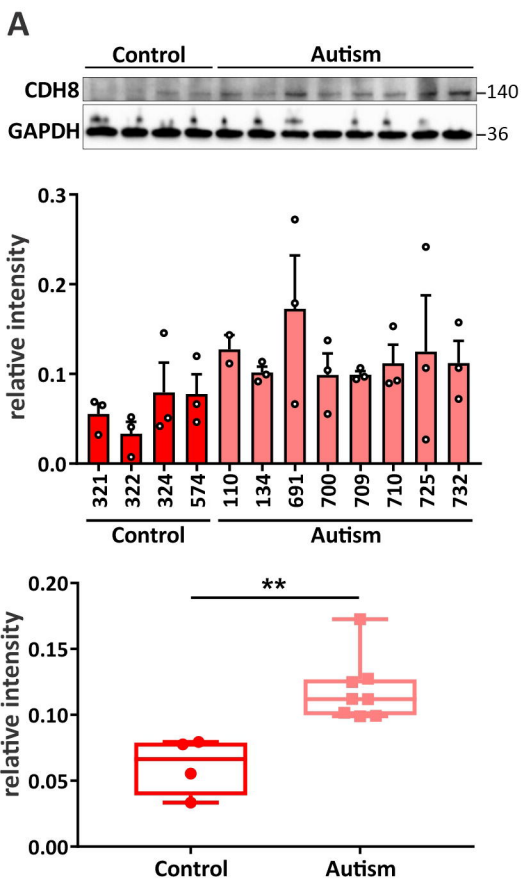 A
Control Autism
CDH8 140
GAPDH 36
relative intensity
0.3
0.2
0.1
0.0
321 322 324 574 110 134 691 700 709 710 725 732
Control Autism
relative intensity
0.20
0.15
0.10
0.05
0.00
**
Control Autism